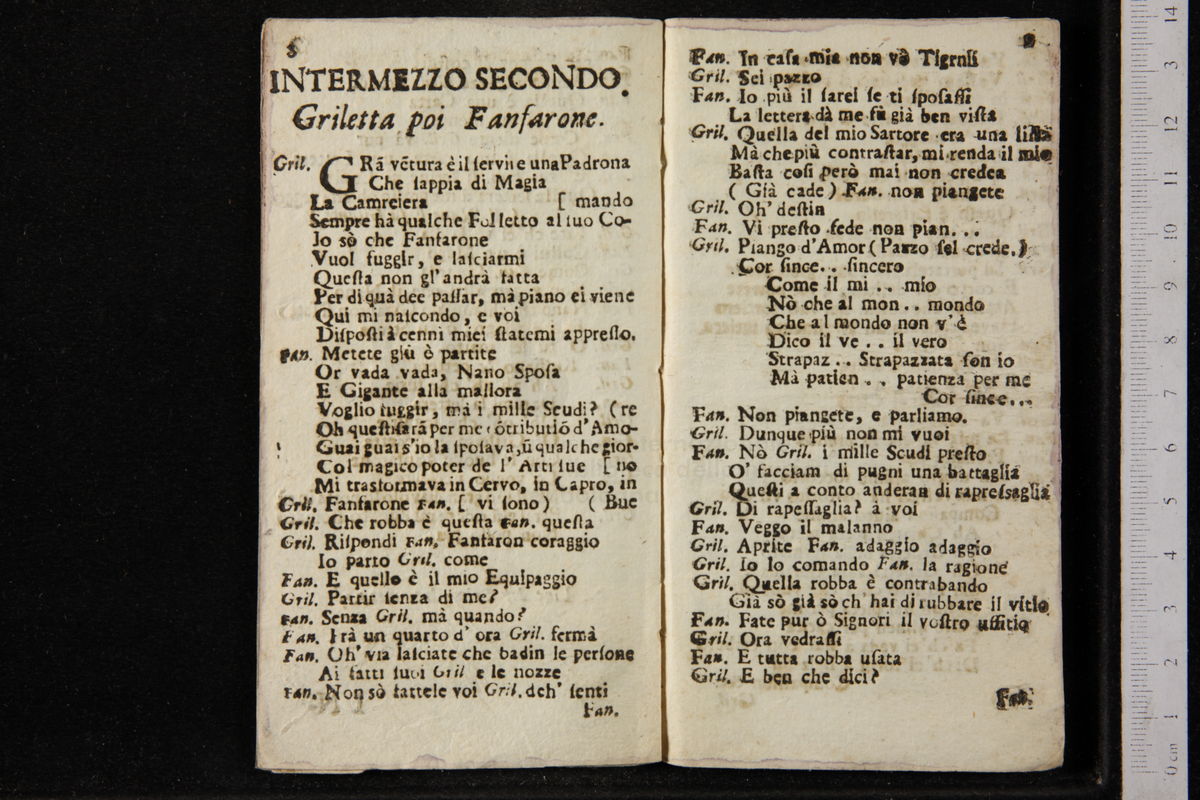 8
INTERMEZZO SECONDO.
Griletta poi Fanfarone.
Gril. GRã vẽtura è il ſervire una Padrona
Che ſappia di Magia
La Camreiera [ mando
Sempre hà qualche Folletto al ſuo Co-
Io sò che Fanfarone
Vuol fuggir, e laſciarmi
Queſta non gl'andrà fatta
Per di quà dee paſſar, mà piano ei viene
Qui mi naſcondo, e voi
Diſpoſti à cenni miei ſtatemi appreſſo.
Fan. Metete giù ò partite
Or vada vada, Nano Spoſa
E Gigante alla mallora
Voglio fuggir, mà i mille Scudi? (re
Oh queſti ſarã per me cõtributiõ d'Amo-
Guai guai s'io la ſpoſava, ũ qualche gior-
Col magico poter de l' Arti ſue [ no
Mi trasformava in Cervo, in Capro, in
Gril. Fanfarone Fan. [ vi ſono ) ( Bue
Gril. Che robba è queſta Fan. queſta
Gril. Riſpondi Fan. Fanfaron coraggio
Io parto Gril. come
Fan. E quello è il mio Equipaggio
Gril. Partir ſenza di me?
Fan. Senza Gril. mà quando?
Fan. Frà un quarto d' ora Gril. fermà
Fan. Oh' via laſciate che badin le perſone
Ai fatti ſuoi Gril e le nozze
Fan. Non sò fattele voi Gril. deh' ſenti
Fan.
9
Fan. In caſa mia non vò Tigrnſi
Gril. Sei pazzo
Fan. Io più il ſarei ſe ti ſpoſaſſi
La lettera dà me fù già ben viſta
Gril. Quella del mio Sartore era una liſta
Mà che più contraſtar, mi renda il mio
Baſta coſi però mai non credea
( Già cade ) Fan. non piangete
Gril. Oh' deſtin
Fan. Vi preſto fede non pian. . .
Gril. Piango d'Amor ( Pazzo ſel crede. )
Cor ſince. . . ſincero
Come il mi . . mio
Nò che al mon . . mondo
Che al mondo non v'è
Dico il ve . . il vero
Strapaz . . Strapazzata ſon io
Mà patien . . patienza per me
Cor ſince...
Fan. Non piangete, e parliamo.
Gril. Dunque più non mi vuoi
Fan. Nò Gril. i mille Scudi preſto
O' facciam di pugni una battaglia
Queſti a conto anderan di rapreſsaglia
Gril. Di rapeſſaglia? à voi
Fan. Veggo il malanno
Gril. Aprite Fan. adaggio adaggio
Gril. Io lo comando Fan. la ragione
Gril. Quella robba è contrabando
Già sò già sò ch' hai di rubbare il vitio
Fan. Fate pur ò Signori il voſtro uffitio
Gril. Ora vedraſſi
Fan. E tutta robba uſata
Gril. E ben che dici?
Fan.